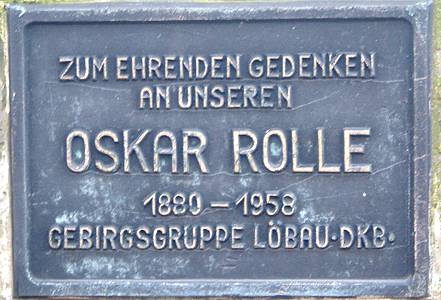 ZUM EHRENDEN GEDENKEN
AN UNSEREN
OSKAR ROLLE
1880 – 1958
GEBIRGSGRUPPE LÖBAU·DKB·